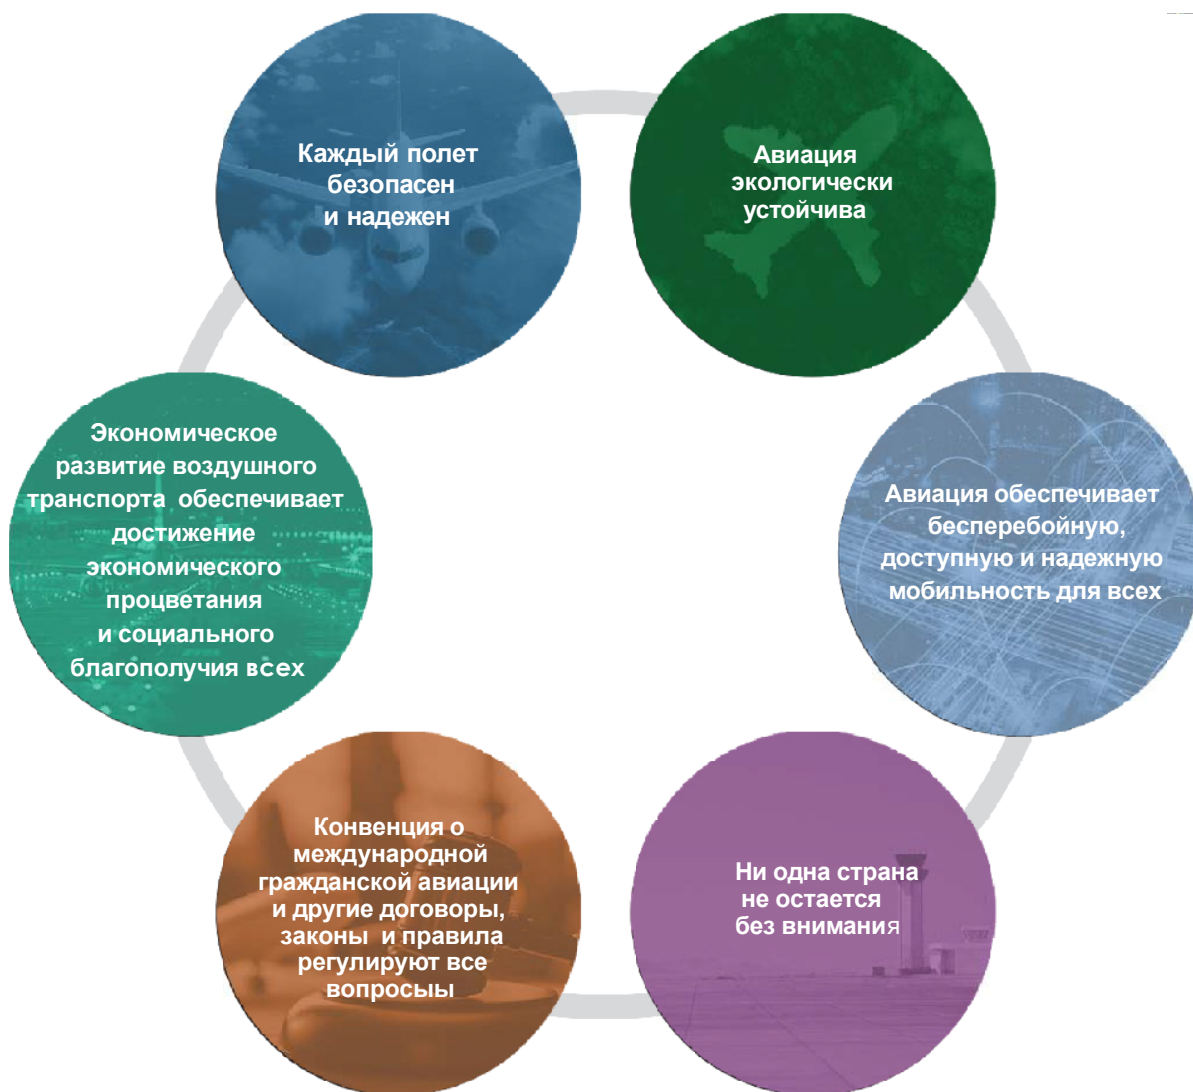 Каждый полет
безопасен
и надежен
Авиация
экологически
устойчива
Экономическое
развитие воздушного
транспорта обеспечивает
достижение
экономического
процветания
и социального
благополучия всех
Авиация обеспечивает
бесперебойную,
доступную и надежную
мобильность для всех
Конвенция о
международной
гражданской авиации
и другие договоры,
законы и правила
регулируют все
вопросыы
Ни одна страна
не остается
без внимания